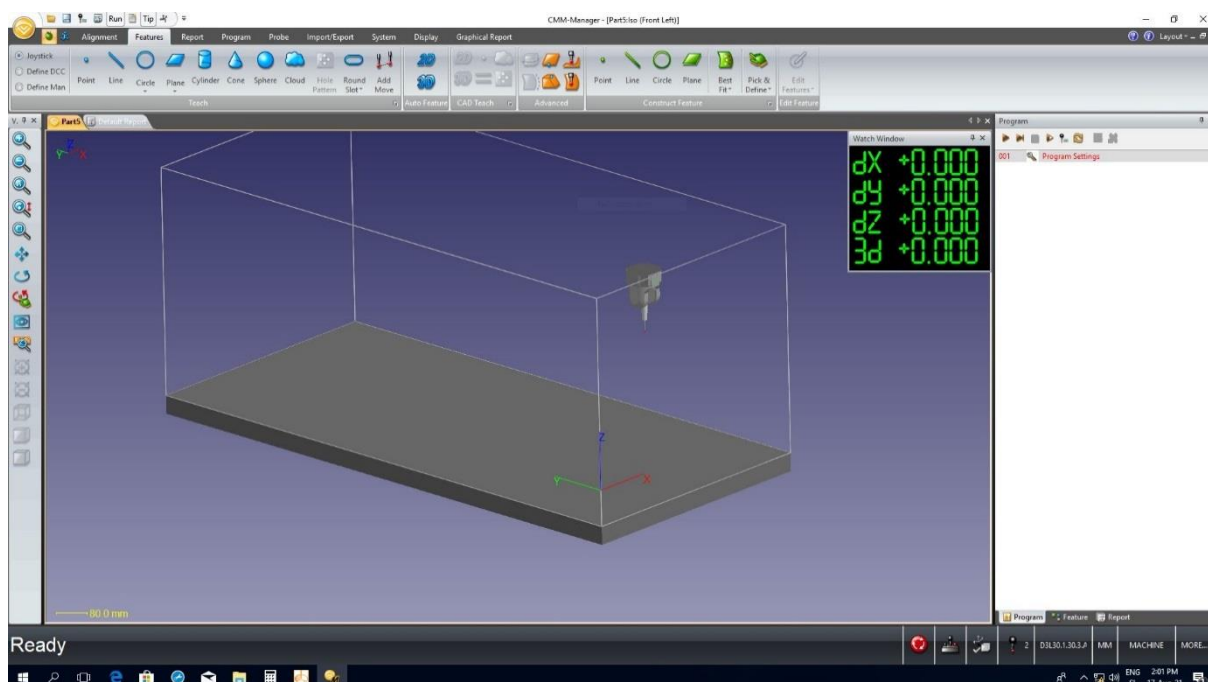 Run Tip
CMM-Manager - [Part5:Iso (Front Left)]
Alignment Features Report Program Probe Import/Export System Display Graphical Report
Layout
Joystick
Define DCC
Define Man
Point Line Circle Plane Cylinder Cone Sphere Cloud Hole Pattern Round Slot Add Move
Point Line Circle Plane Best Fit Pick & Define Edit Features
Teach Auto Feature CAD Teach Advanced Construct Feature Edit Feature
Part5 Default Report
Program
001 Program Settings
Watch Window
dX +0.000
dY +0.000
dZ +0.000
3d +0.000
Y Z X
Z
Y X
80.0 mm
Program Feature Report
Ready
2 MM MACHINE MORE...
ENG 2:01 PM